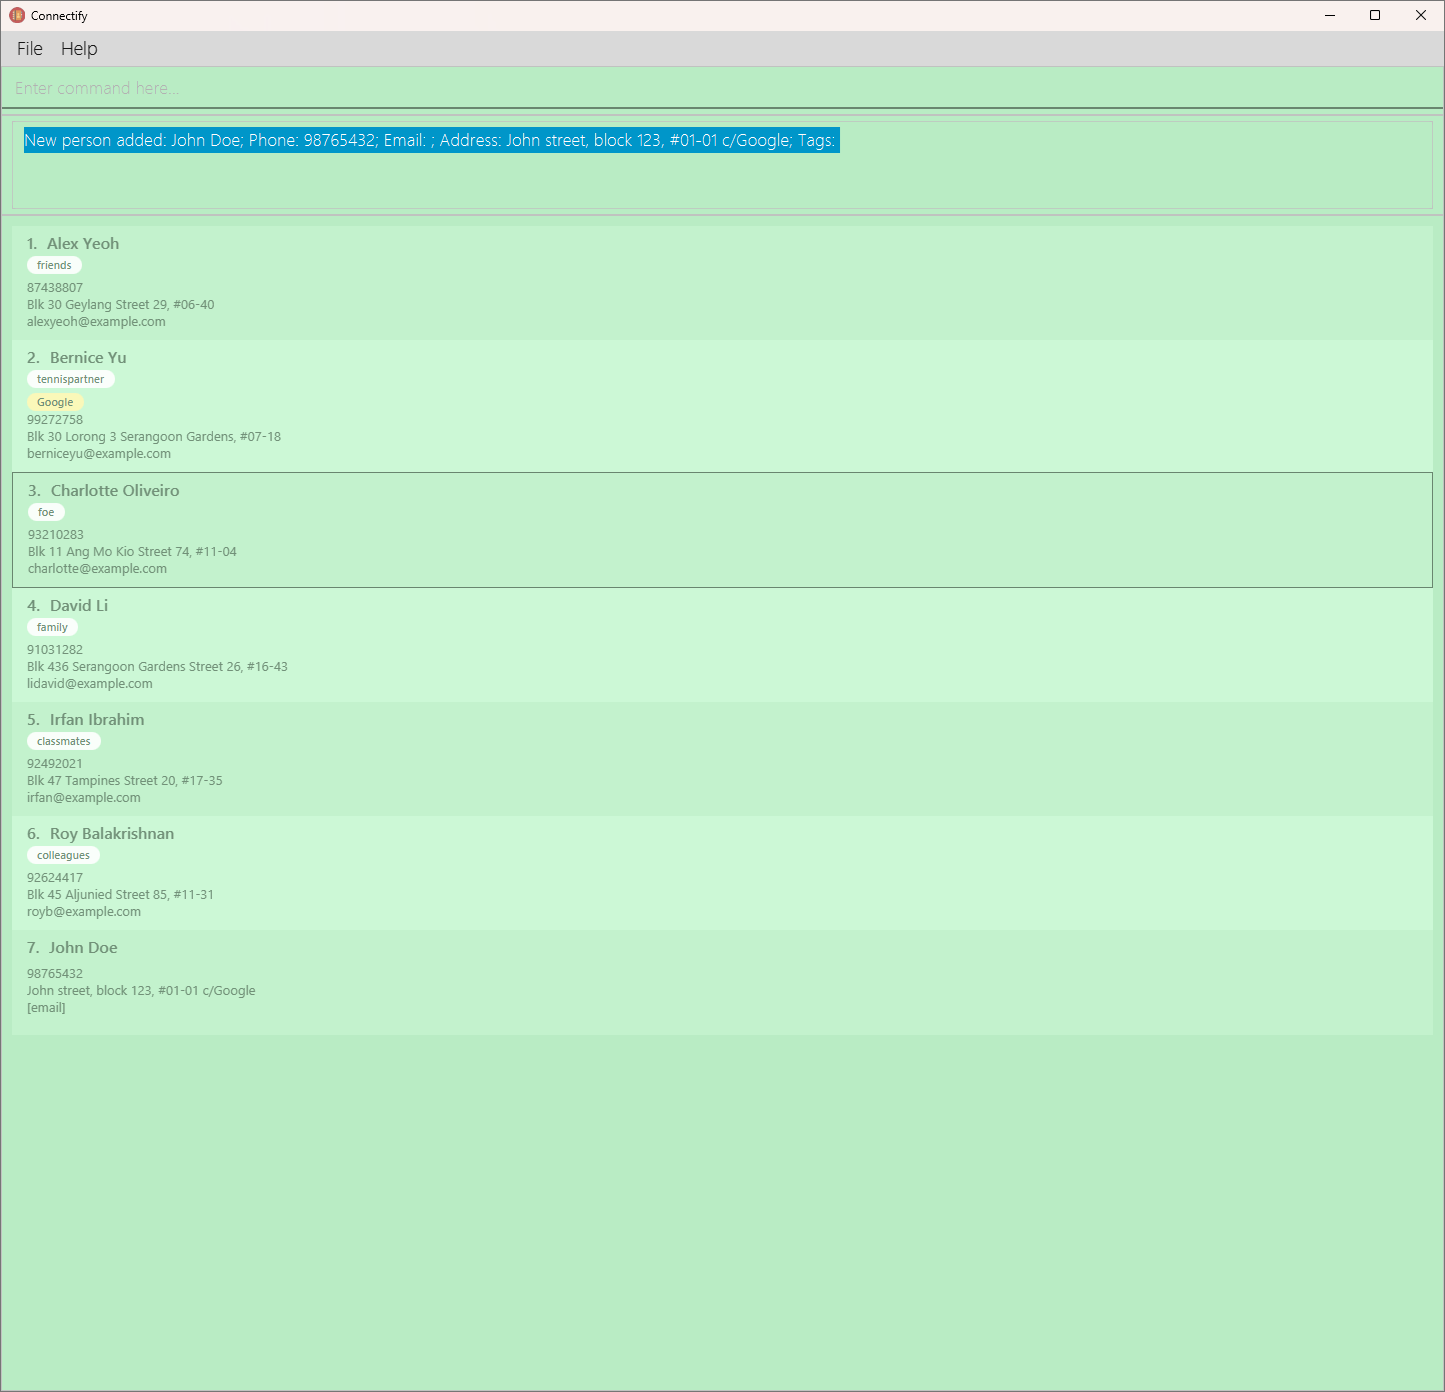 Connectify
File Help
Enter command here...
New person added: John Doe; Phone: 98765432; Email: ; Address: John street, block 123, #01-01 c/Google; Tags:
1. Alex Yeoh
friends
87438807
Blk 30 Geylang Street 29, #06-40
alexyeoh@example.com
2. Bernice Yu
tennispartner
Google
99272758
Blk 30 Lorong 3 Serangoon Gardens, #07-18
berniceyu@example.com
3. Charlotte Oliveiro
foe
93210283
Blk 11 Ang Mo Kio Street 74, #11-04
charlotte@example.com
4. David Li
family
91031282
Blk 436 Serangoon Gardens Street 26, #16-43
lidavid@example.com
5. Irfan Ibrahim
classmates
92492021
Blk 47 Tampines Street 20, #17-35
irfan@example.com
6. Roy Balakrishnan
colleagues
92624417
Blk 45 Aljunied Street 85, #11-31
royb@example.com
7. John Doe
98765432
John street, block 123, #01-01 c/Google
[email]